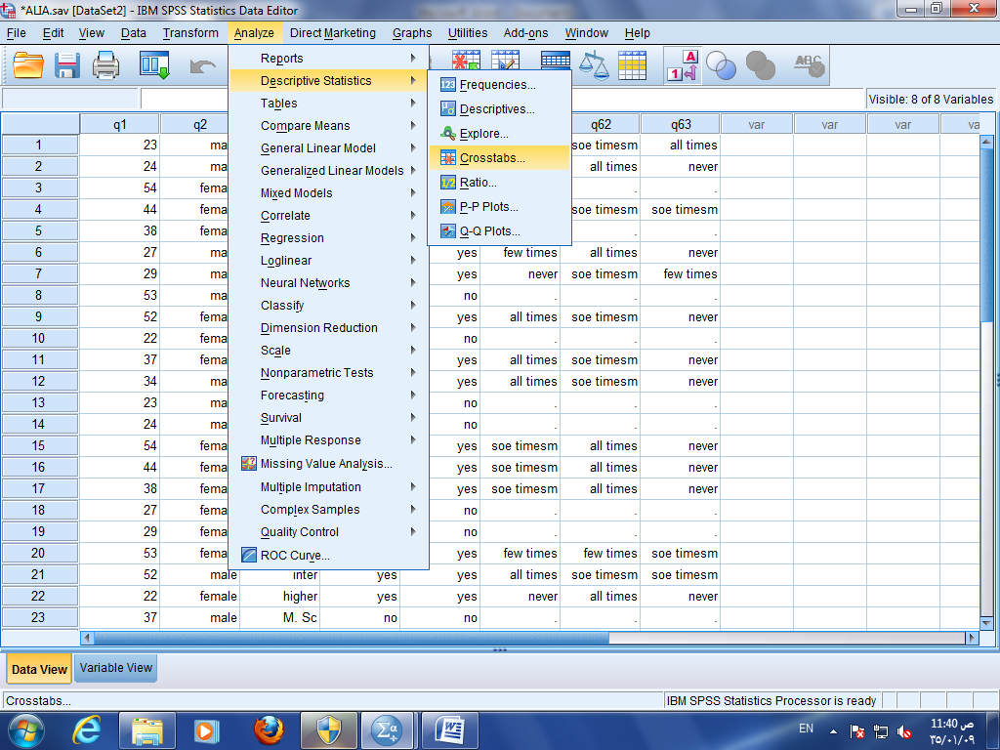 *ALIA.sav [DataSet2] - IBM SPSS Statistics Data Editor
File Edit View Data Transform Analyze Direct Marketing Graphs Utilities Add-ons Window Help
Visible: 8 of 8 Variables
Reports
Descriptive Statistics
Tables
Compare Means
General Linear Model
Generalized Linear Models
Mixed Models
Correlate
Regression
Loglinear
Neural Networks
Classify
Dimension Reduction
Scale
Nonparametric Tests
Forecasting
Survival
Multiple Response
Missing Value Analysis...
Multiple Imputation
Complex Samples
Quality Control
ROC Curve...
Frequencies...
Descriptives...
Explore...
Crosstabs...
Ratio...
P-P Plots...
Q-Q Plots...
q1 q2 q62 q63 var var var va
1 23 ma soe timesm all times
2 24 ma all times never
3 54 fema . .
4 44 fema soe timesm soe timesm
5 38 fema . .
6 27 ma yes few times all times never
7 29 ma yes never soe timesm few times
8 53 ma no . . .
9 52 fema yes all times soe timesm never
10 22 fema no . . .
11 37 fema yes all times soe timesm never
12 34 ma yes all times soe timesm never
13 23 ma no . . .
14 24 ma no . . .
15 54 fema yes soe timesm all times never
16 44 fema yes soe timesm all times never
17 38 fema yes soe timesm all times never
18 27 fema no . . .
19 29 fema no . . .
20 53 fema yes few times few times soe timesm
21 52 male inter yes yes all times soe timesm soe timesm
22 22 female higher yes yes never all times never
23 37 male M. Sc no no . . .
Data View Variable View
Crosstabs... IBM SPSS Statistics Processor is ready
EN 11:40 ص
٣٥/٠١/٠٩